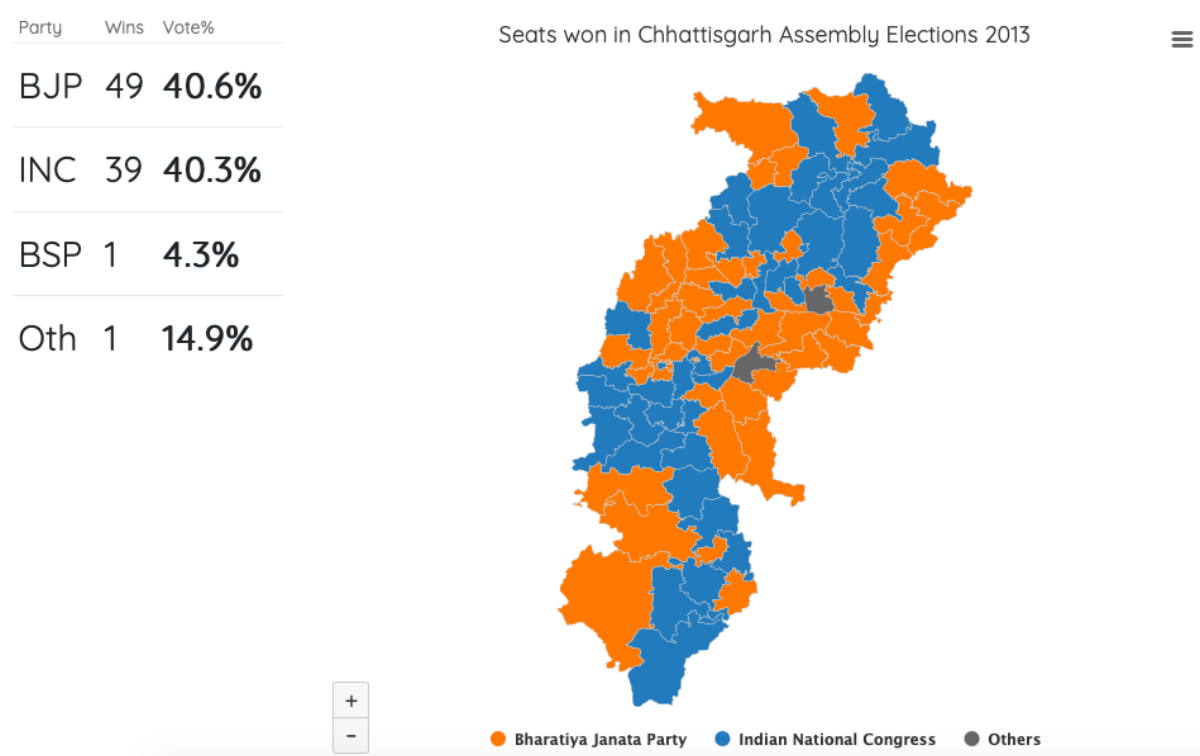 Party Wins Vote%
BJP 49 40.6%
INC 39 40.3%
BSP 1 4.3%
Oth 1 14.9%
Seats won in Chhattisgarh Assembly Elections 2013
+
−
Bharatiya Janata Party Indian National Congress Others